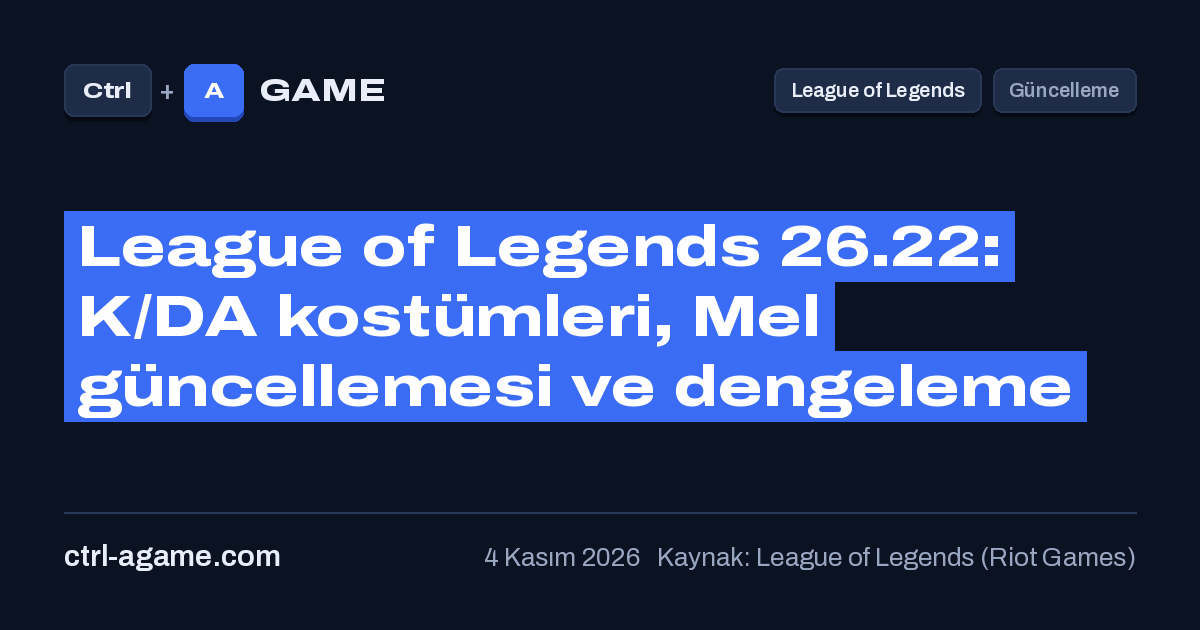 Ctrl + A GAME
League of Legends Güncelleme
League of Legends 26.22:
K/DA kostümleri, Mel
güncellemesi ve dengeleme
ctrl-agame.com
4 Kasım 2026 Kaynak: League of Legends (Riot Games)